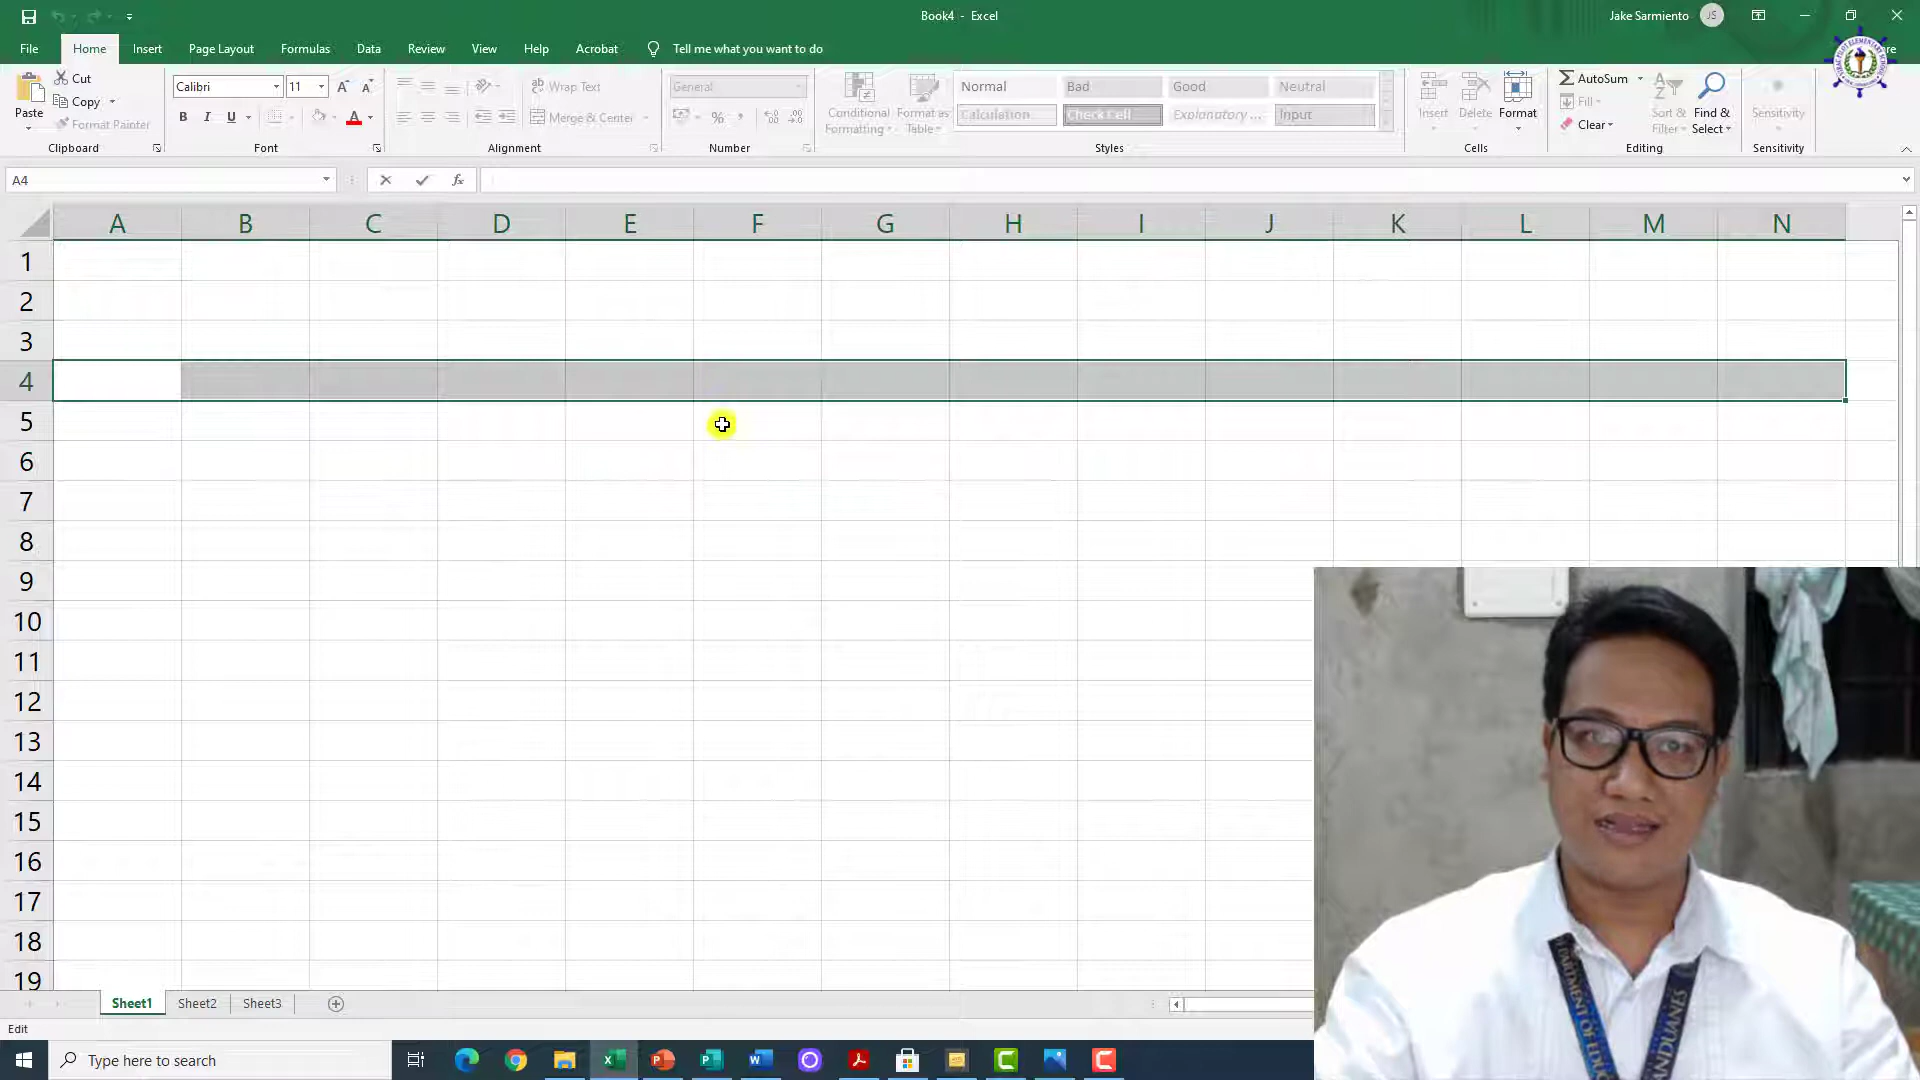 Book4 - Excel
Jake Sarmiento
JS
File Home Insert Page Layout Formulas Data Review View Help Acrobat Tell me what you want to do
Paste
Cut
Copy
Format Painter
Clipboard
Calibri 11
B I U
A
Font
Wrap Text
Merge & Center
Alignment
General
%
Number
Conditional Formatting
Format as Table
Normal Bad Good Neutral
Calculation Check Cell Explanatory ... Input
Styles
Insert Delete Format
Cells
AutoSum
Fill
Clear
Sort & Filter
Find & Select
Editing
Sensitivity
Sensitivity
A4
fx
A B C D E F G H I J K L M N
1
2
3
4
5
6
7
8
9
10
11
12
13
14
15
16
17
18
19
Sheet1 Sheet2 Sheet3
Edit
Type here to search